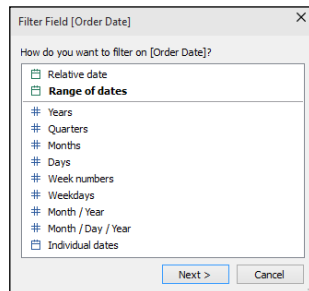 Filter Field [Order Date]
How do you want to filter on [Order Date]?
Relative date
Range of dates
Years
Quarters
Months
Days
Week numbers
Weekdays
Month / Year
Month / Day / Year
Individual dates
Next > Cancel